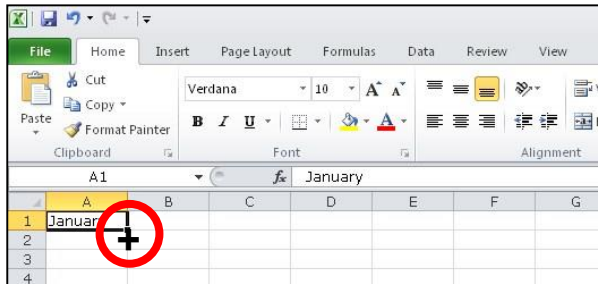 File Home Insert Page Layout Formulas Data Review View
Cut
Copy
Paste
Format Painter
Verdana 10 A A
B I U A
Clipboard Font Alignment
A1 fx January
A B C D E F G
1 January
2
3
4